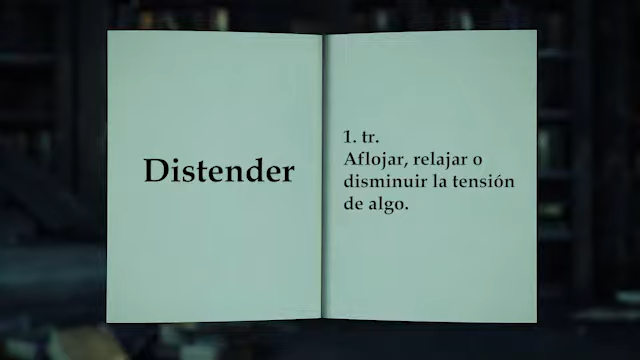 Distender
1. tr.
Aflojar, relajar o
disminuir la tensión
de algo.